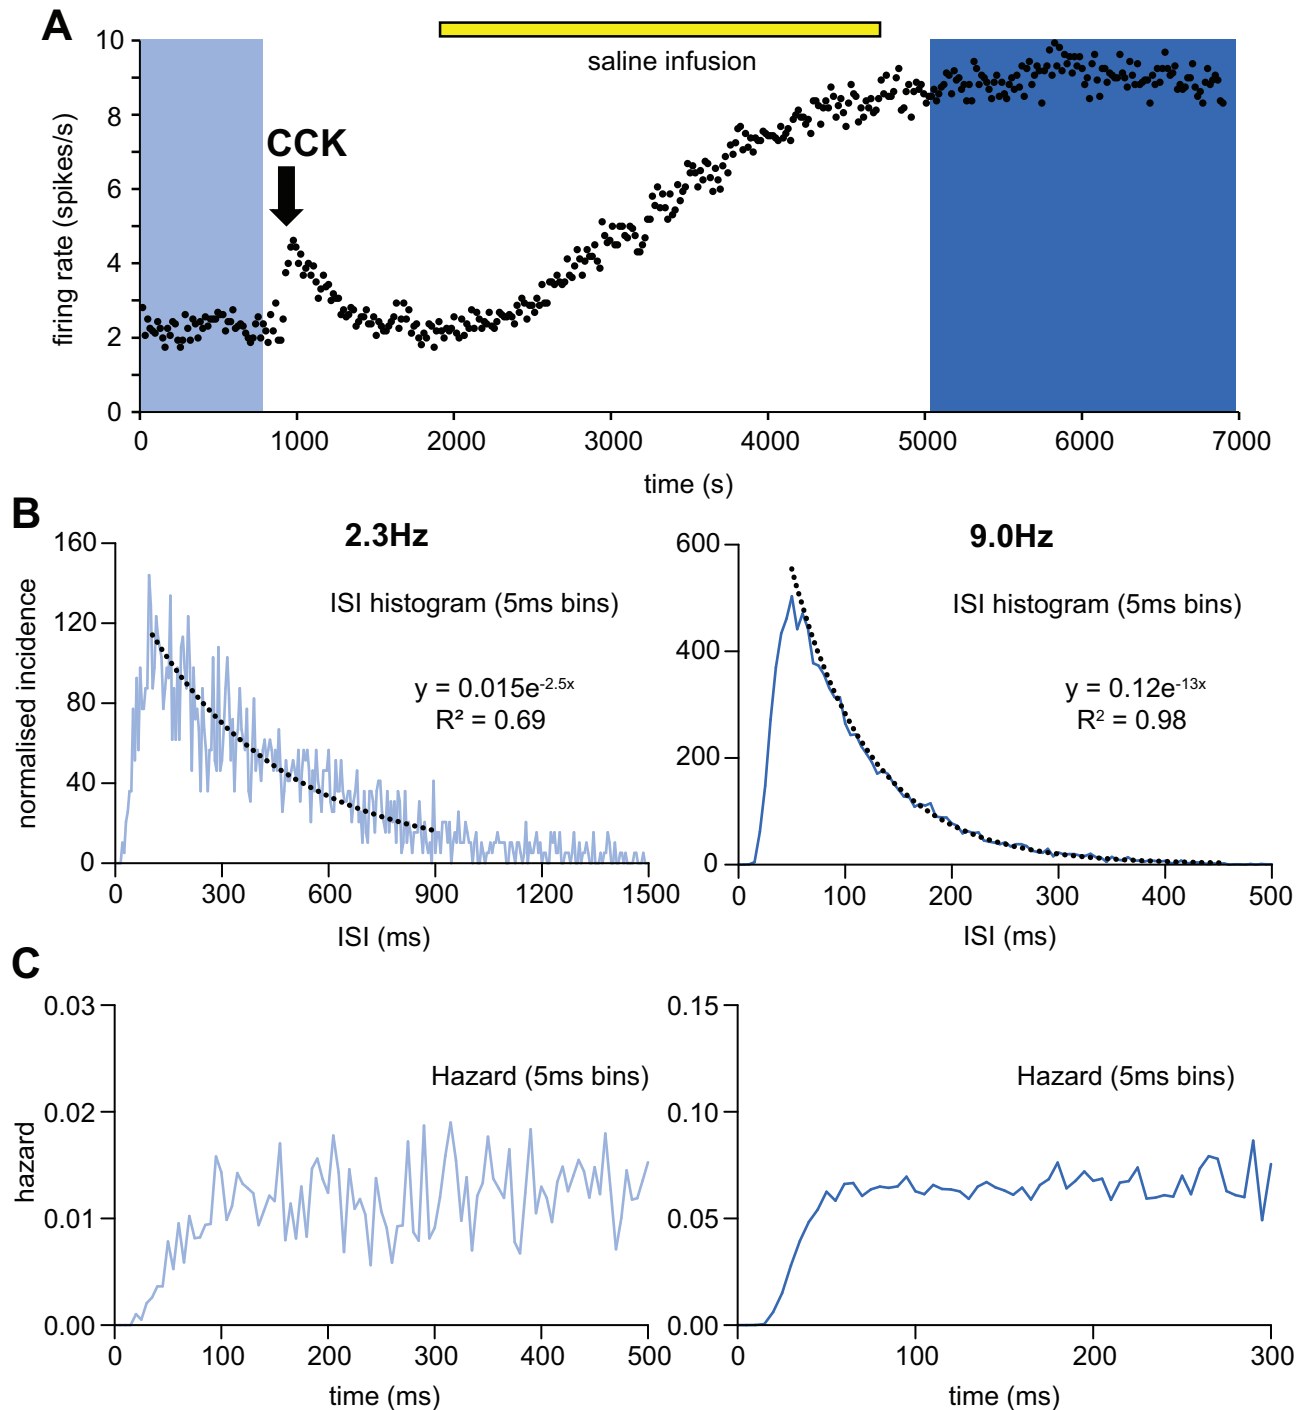 A
saline infusion
CCK
firing rate (spikes/s)
10
8
6
4
2
0
0 1000 2000 3000 4000 5000 6000 7000
time (s)
B
2.3Hz
normalised incidence
160
120
80
40
0
ISI histogram (5ms bins)
y = 0.015e^-2.5x
R² = 0.69
0 300 600 900 1200 1500
ISI (ms)
9.0Hz
600
400
200
0
ISI histogram (5ms bins)
y = 0.12e^-13x
R² = 0.98
0 100 200 300 400 500
ISI (ms)
C
hazard
0.03
0.02
0.01
0.00
Hazard (5ms bins)
0 100 200 300 400 500
time (ms)
0.15
0.10
0.05
0.00
Hazard (5ms bins)
0 100 200 300
time (ms)